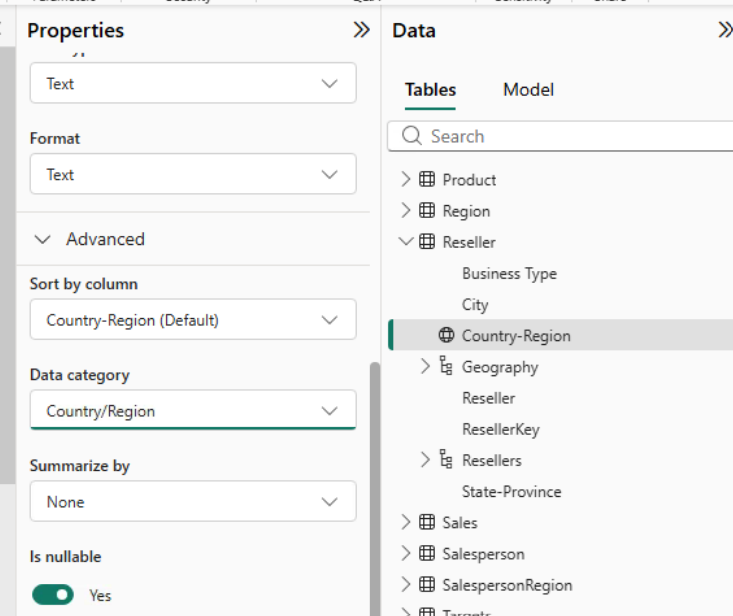 Properties
Text
Format
Text
Advanced
Sort by column
Country-Region (Default)
Data category
Country/Region
Summarize by
None
Is nullable
Yes
Data
Tables Model
Search
Product
Region
Reseller
Business Type
City
Country-Region
Geography
Reseller
ResellerKey
Resellers
State-Province
Sales
Salesperson
SalespersonRegion
Targets